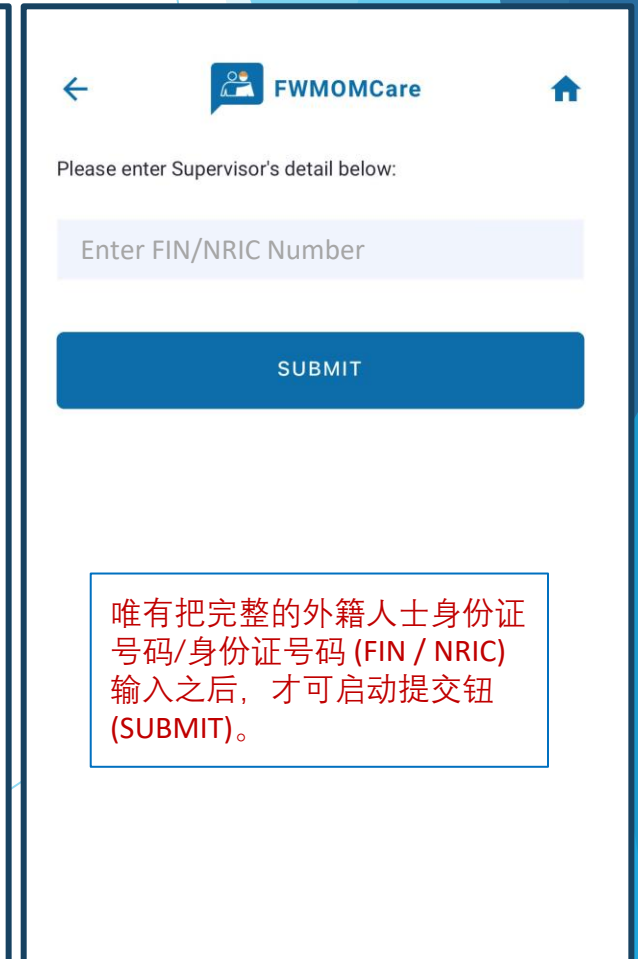 FWMOMCare
Please enter Supervisor's detail below:
Enter FIN/NRIC Number
SUBMIT
唯有把完整的外籍人士身份证
号码/身份证号码 (FIN / NRIC)
输入之后，才可启动提交钮
(SUBMIT)。